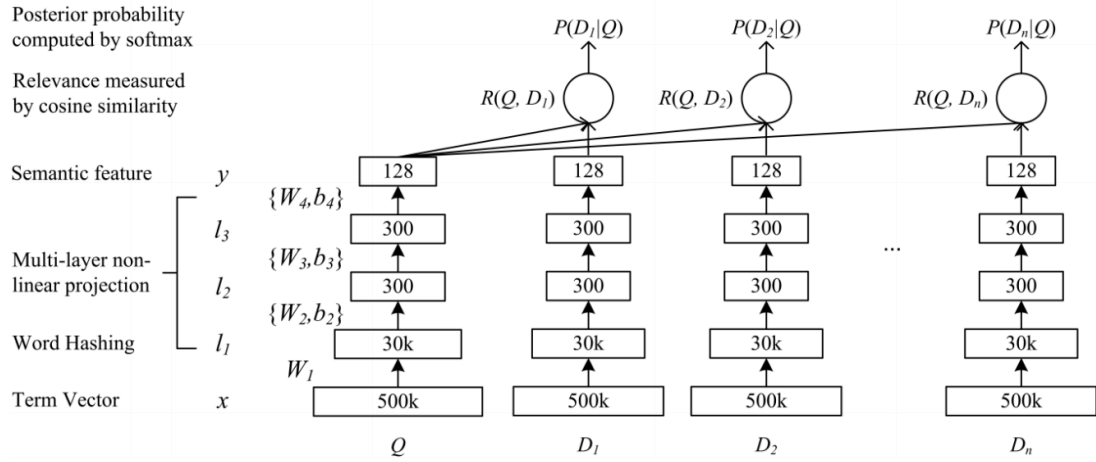 Posterior probability
computed by softmax
P(D₁|Q) P(D₂|Q) P(Dₙ|Q)
Relevance measured
by cosine similarity
R(Q, D₁) R(Q, D₂) R(Q, Dₙ)
Semantic feature y 128 128 128 128
{W₄,b₄}
l₃ 300 300 300 300
Multi-layer non-
linear projection
{W₃,b₃} ...
l₂ 300 300 300 300
{W₂,b₂}
Word Hashing l₁ 30k 30k 30k 30k
W₁
Term Vector x 500k 500k 500k 500k
Q D₁ D₂ Dₙ